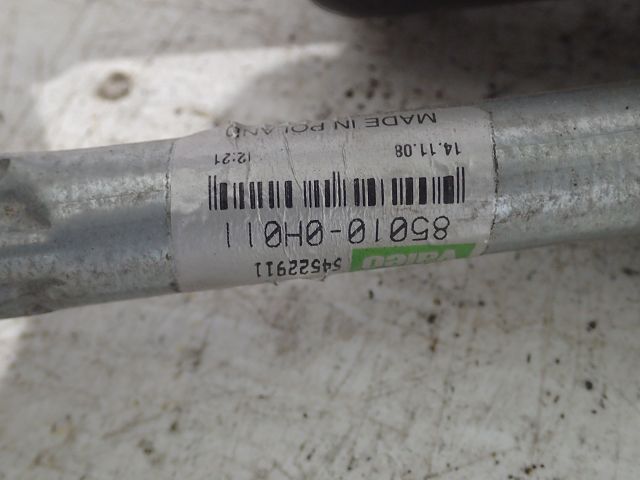 Valeo 54522911
85010-0H011
14.11.08 12:21
MADE IN POLAND